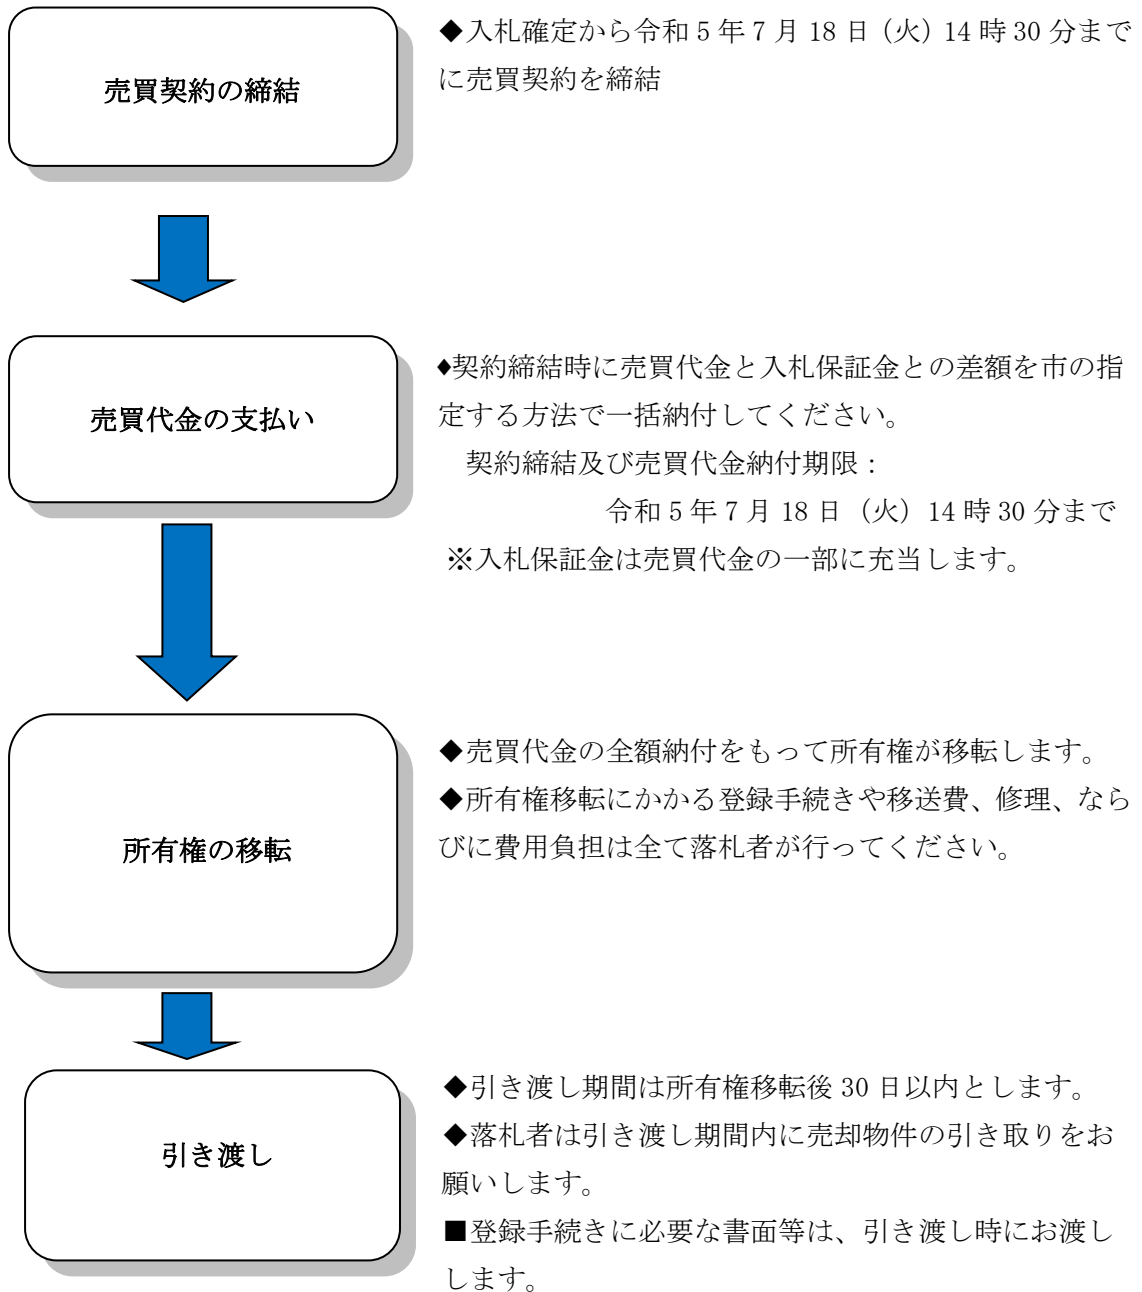 売買契約の締結
◆入札確定から令和5年7月18日（火）14時30分まで
に売買契約を締結
売買代金の支払い
♦契約締結時に売買代金と入札保証金との差額を市の指
定する方法で一括納付してください。
契約締結及び売買代金納付期限：
令和5年7月18日（火）14時30分まで
※入札保証金は売買代金の一部に充当します。
所有権の移転
◆売買代金の全額納付をもって所有権が移転します。
◆所有権移転にかかる登録手続きや移送費、修理、なら
びに費用負担は全て落札者が行ってください。
引き渡し
◆引き渡し期間は所有権移転後30日以内とします。
◆落札者は引き渡し期間内に売却物件の引き取りをお
願いします。
■登録手続きに必要な書面等は、引き渡し時にお渡し
します。